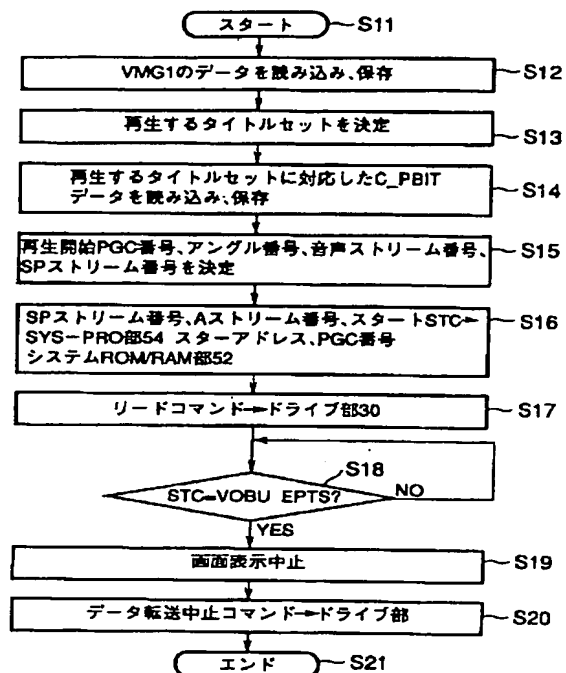 スタート S11
VMG1のデータを読み込み、保存 S12
再生するタイトルセットを決定 S13
再生するタイトルセットに対応したC_PBIT S14
データを読み込み、保存
再生開始PGC番号、アングル番号、音声ストリーム番号、 S15
SPストリーム番号を決定
SPストリーム番号、Aストリーム番号、スタートSTC→ S16
SYS-PRO部54 スターアドレス、PGC番号
システムROM/RAM部52
リードコマンド→ドライブ部30 S17
S18
STC=VOBU EPTS? NO
YES
画面表示中止 S19
データ転送中止コマンド→ドライブ部 S20
エンド S21